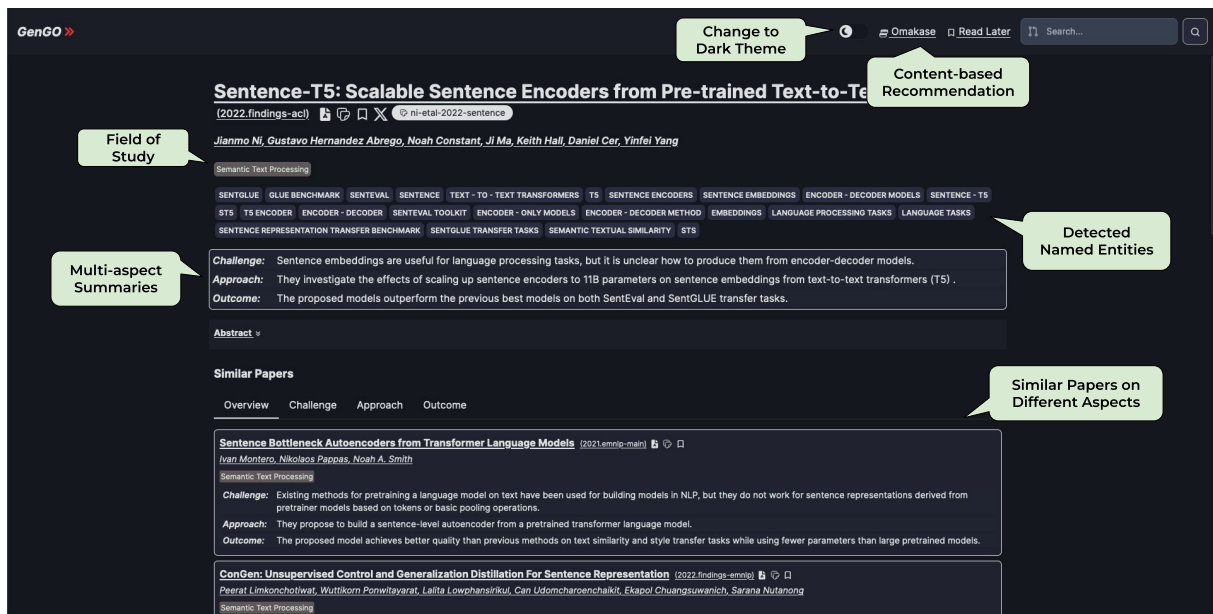 GenGO
Change to
Dark Theme
Omakase
Read Later
Search...
Content-based
Recommendation
Sentence-T5: Scalable Sentence Encoders from Pre-trained Text-to-Te
(2022.findings-acl)
ni-etal-2022-sentence
Field of
Study
Jianmo Ni, Gustavo Hernandez Abrego, Noah Constant, Ji Ma, Keith Hall, Daniel Cer, Yinfei Yang
Semantic Text Processing
SENTGLUE GLUE BENCHMARK SENTEVAL SENTENCE TEXT - TO - TEXT TRANSFORMERS T5 SENTENCE ENCODERS SENTENCE EMBEDDINGS ENCODER - DECODER MODELS SENTENCE - T5
ST5 T5 ENCODER ENCODER - DECODER SENTEVAL TOOLKIT ENCODER - ONLY MODELS ENCODER - DECODER METHOD EMBEDDINGS LANGUAGE PROCESSING TASKS LANGUAGE TASKS
SENTENCE REPRESENTATION TRANSFER BENCHMARK SENTGLUE TRANSFER TASKS SEMANTIC TEXTUAL SIMILARITY STS
Detected
Named Entities
Multi-aspect
Summaries
Challenge: Sentence embeddings are useful for language processing tasks, but it is unclear how to produce them from encoder-decoder models.
Approach: They investigate the effects of scaling up sentence encoders to 11B parameters on sentence embeddings from text-to-text transformers (T5) .
Outcome: The proposed models outperform the previous best models on both SentEval and SentGLUE transfer tasks.
Abstract
Similar Papers
Similar Papers on
Different Aspects
Overview Challenge Approach Outcome
Sentence Bottleneck Autoencoders from Transformer Language Models (2021.emnlp-main)
Ivan Montero, Nikolaos Pappas, Noah A. Smith
Semantic Text Processing
Challenge: Existing methods for pretraining a language model on text have been used for building models in NLP, but they do not work for sentence representations derived from
pretrainer models based on tokens or basic pooling operations.
Approach: They propose to build a sentence-level autoencoder from a pretrained transformer language model.
Outcome: The proposed model achieves better quality than previous methods on text similarity and style transfer tasks while using fewer parameters than large pretrained models.
ConGen: Unsupervised Control and Generalization Distillation For Sentence Representation (2022.findings-emnlp)
Peerat Limkonchotiwat, Wuttikorn Ponwitayarat, Lalita Lowphansirikul, Can Udomcharoenchaikit, Ekapol Chuangsuwanich, Sarana Nutanong
Semantic Text Processing